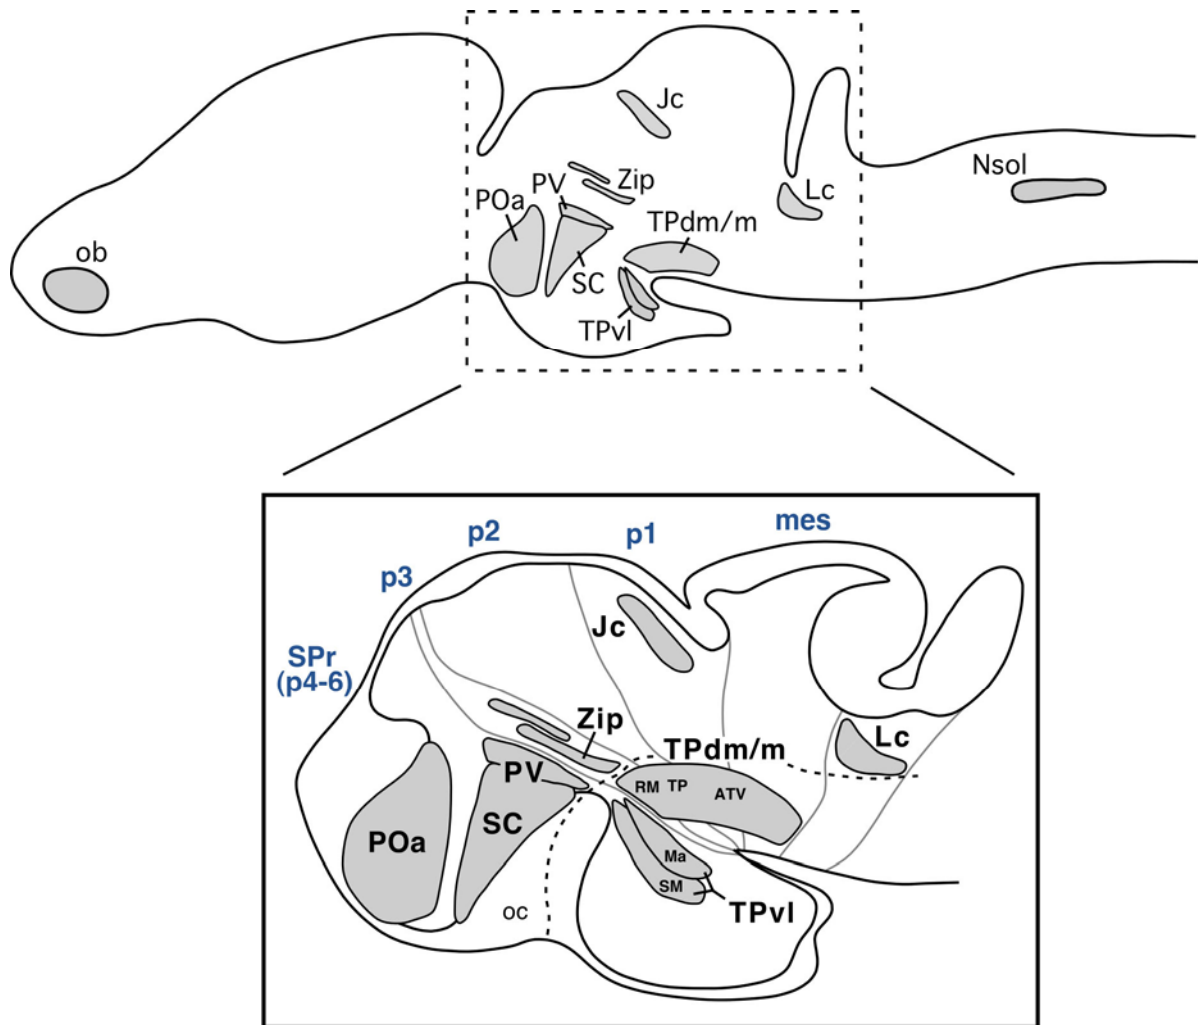 Jc
Zip
PV
POa
Lc
Nsol
TPdm/m
ob
SC
TPvl
p2
p1
mes
p3
SPr
(p4-6)
Jc
Zip
TPdm/m
Lc
PV
RM TP ATV
POa
SC
Ma
SM
OC
TPvl